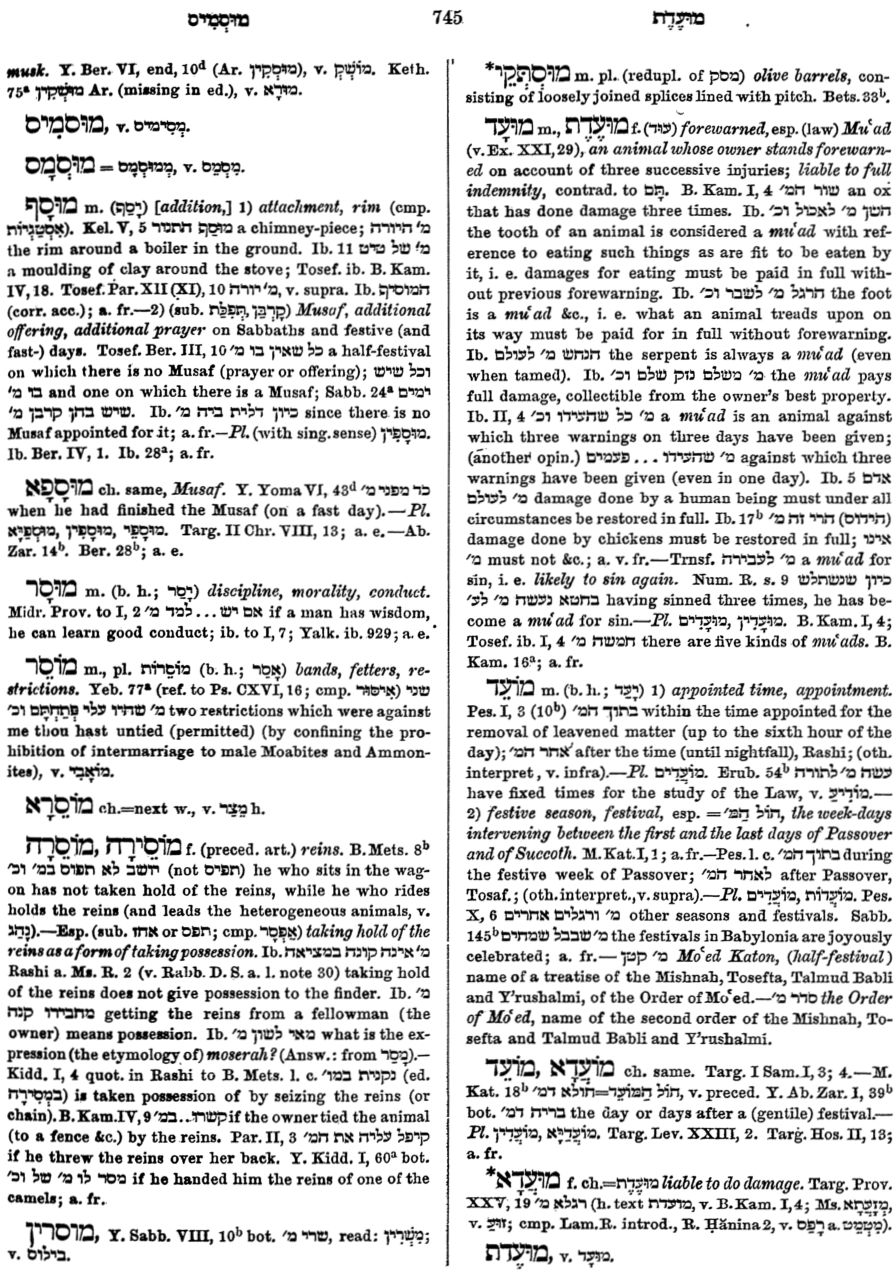 מוּסְמִיס 745 מוּעֶדֶת
musk. Y. Ber. VI, end, 10d (Ar. מוּסְקִין), v. מוֹשְׁק. Keth.
75a מוּשְׁקִין Ar. (missing in ed.), v. מוּרָא.
מוּסְמִיס, v. מְסִימִיס.
מוּסְמָס = מְמוּסְמָס, v. מִסְמֵס.
מוּסָף m. (יָסַף) [addition,] 1) attachment, rim (cmp.
אִסְטְגִיּוֹת). Kel. V, 5 מוּסַף התנור a chimney-piece; מ׳ היורה
the rim around a boiler in the ground. Ib. 11 מ׳ של טיט
a moulding of clay around the stove; Tosef. ib. B. Kam.
IV, 18. Tosef. Par. XII (XI), 10 מ׳ יורה, v. supra. Ib. המוסיף
(corr. acc.); a. fr.—2) (sub. קָרְבַּן, תְּפִלַּת) Musaf, additional
offering, additional prayer on Sabbaths and festive (and
fast-) days. Tosef. Ber. III, 10 כל שאין בו מ׳ a half-festival
on which there is no Musaf (prayer or offering); וכל שיש
בו מ׳ and one on which there is a Musaf; Sabb. 24a ימים
שיש בהן קרבן מ׳. Ib. כיון דלית ביה מ׳ since there is no
Musaf appointed for it; a. fr.—Pl. (with sing. sense) מוּסָפִין.
Ib. Ber. IV, 1. Ib. 28a; a. fr.
מוּסָפָא ch. same, Musaf. Y. Yoma VI, 43d כד מפני מ׳
when he had finished the Musaf (on a fast day).—Pl.
מוּסָפֵי, מוּסָפִין, מוּסָפַיָּא. Targ. II Chr. VIII, 13; a. e.—Ab.
Zar. 14b. Ber. 28b; a. e.
מוּסָר m. (b. h.; יָסַר) discipline, morality, conduct.
Midr. Prov. to I, 2 אם יש...למד מ׳ if a man has wisdom,
he can learn good conduct; ib. to I, 7; Yalk. ib. 929; a. e.
מוֹסֵר m., pl. מוֹסֵרוֹת (b. h.; אָסַר) bands, fetters, re-
strictions. Yeb. 77a (ref. to Ps. CXVI, 16; cmp. אִיסּוּר) שני
מ׳ שהיו עלי פְּתַחְתָּם וכ׳ two restrictions which were against
me thou hast untied (permitted) (by confining the pro-
hibition of intermarriage to male Moabites and Ammon-
ites), v. מוֹאָבִי.
מוֹסֵרָא ch.=next w., v. מֶצֶר h.
מוֹסֵירָה, מוֹסֵרָה f. (preced. art.) reins. B. Mets. 8b
יושב לא תפוס במ׳ וכ׳ (not תפיס) he who sits in the wag-
on has not taken hold of the reins, while he who rides
holds the reins (and leads the heterogeneous animals, v.
נָהַג).—Esp. (sub. אחז or תפס; cmp. אַפְסָר) taking hold of the
reins as a form of taking possession. Ib. מ׳ אינה קונה במציאה
Rashi a. Ms. R. 2 (v. Rabb. D. S. a. l. note 30) taking hold
of the reins does not give possession to the finder. Ib. מ׳
מחבירו קנה getting the reins from a fellowman (the
owner) means possession. Ib. מאי לשון מ׳ what is the ex-
pression (the etymology of) moserah? (Answ.: from מָסַר).—
Kidd. I, 4 quot. in Rashi to B. Mets. l. c. נקנית במו׳ (ed.
בִּמְסִירָה) is taken possession of by seizing the reins (or
chain). B. Kam. IV, 9 קשרו...במ׳ if the owner tied the animal
(to a fence &c.) by the reins. Par. II, 3 קיפל עליה את המ׳
if he threw the reins over her back. Y. Kidd. I, 60a bot.
מסר לו מ׳ של וכ׳ if he handed him the reins of one of the
camels; a. fr.
מוסרין, Y. Sabb. VIII, 10b bot. שרי מ׳, read: מְשָׁרִין;
v. בילוס.
*מוּסְתְּקֵי m. pl. (redupl. of מסק) olive barrels, con-
sisting of loosely joined splices lined with pitch. Bets. 33b.
מוּעָד m., מוּעֶדֶת f. (עוד) forewarned, esp. (law) Muʿad
(v. Ex. XXI, 29), an animal whose owner stands forewarn-
ed on account of three successive injuries; liable to full
indemnity, contrad. to תָּם. B. Kam. I, 4 שור המ׳ an ox
that has done damage three times. Ib. השן מ׳ לאכול וכ׳
the tooth of an animal is considered a muʿad with ref-
erence to eating such things as are fit to be eaten by
it, i. e. damages for eating must be paid in full with-
out previous forewarning. Ib. הרגל מ׳ לשבר וכ׳ the foot
is a muʿad &c., i. e. what an animal treads upon on
its way must be paid for in full without forewarning.
Ib. הנחש מ׳ לעולם the serpent is always a muʿad (even
when tamed). Ib. מ׳ משלם נזק שלם וכ׳ the muʿad pays
full damage, collectible from the owner's best property.
Ib. II, 4 מ׳ כל שהעידו וכ׳ a muʿad is an animal against
which three warnings on three days have been given;
(another opin.) מ׳ שהעידו ... פעמים against which three
warnings have been given (even in one day). Ib. 5 אדם
מ׳ לעולם damage done by a human being must under all
circumstances be restored in full. Ib. 17b הרי זה מ׳ (הידוס)
damage done by chickens must be restored in full; אינו
מ׳ must not &c.; a. v. fr.—Trnsf. מ׳ לעבירה a muʿad for
sin, i. e. likely to sin again. Num. R. s. 9 כיון שנשתלש
בחטא נעשה מ׳ לע׳ having sinned three times, he has be-
come a muʿad for sin.—Pl. מוּעָדִים, מוּעָדִין. B. Kam. I, 4;
Tosef. ib. I, 4 חמשה מ׳ there are five kinds of muʿads. B.
Kam. 16a; a. fr.
מוֹעֵד m. (b. h.; יָעַד) 1) appointed time, appointment.
Pes. I, 3 (10b) בתוך המ׳ within the time appointed for the
removal of leavened matter (up to the sixth hour of the
day); אחר המ׳ after the time (until nightfall), Rashi; (oth.
interpret, v. infra).—Pl. מוֹעֲדִים. Erub. 54b עשה מ׳ לתורה
have fixed times for the study of the Law, v. מוֹדִיעַ.—
2) festive season, festival, esp. =חוֹל הַמּ׳, the week-days
intervening between the first and the last days of Passover
and of Succoth. M. Kat. I, 1; a. fr.—Pes. l. c. בתוך המ׳ during
the festive week of Passover; לאחר המ׳ after Passover,
Tosaf.; (oth. interpret., v. supra).—Pl. מוֹעֲדִים, מוֹעֲדוֹת. Pes.
X, 6 מ׳ ורגלים אחרים other seasons and festivals. Sabb.
145b מ׳ שבבל שמחים the festivals in Babylonia are joyously
celebrated; a. fr.—מ׳ קטן Moʿed Katon, (half-festival)
name of a treatise of the Mishnah, Tosefta, Talmud Babli
and Y'rushalmi, of the Order of Moʿed.—סדר מ׳ the Order
of Moʿed, name of the second order of the Mishnah, To-
sefta and Talmud Babli and Y'rushalmi.
מוֹעֵד, מוֹעֲדָא ch. same. Targ. I Sam. I, 3; 4.—M.
Kat. 18b חולא דמ׳=חוֹל הַמּוֹעֵד, v. preced. Y. Ab. Zar. I, 39b
bot. בריה דמ׳ the day or days after a (gentile) festival.—
Pl. מוֹעֲדַיָּא, מוֹעֲדִין. Targ. Lev. XXIII, 2. Targ. Hos. II, 13;
a. fr.
*מוּעֲדָא f. ch.=מוּעֶדֶת liable to do damage. Targ. Prov.
XXV, 19 רגלא מ׳ (h. text מועדת, v. B. Kam. I, 4; Ms. מְזָעֲתָא,
v. זוּעַ; cmp. Lam. R. introd., R. Ḥănina 2, v. רָפַס a. מִטְמֵט).
מוּעֶדֶת, v. מוּעָד.